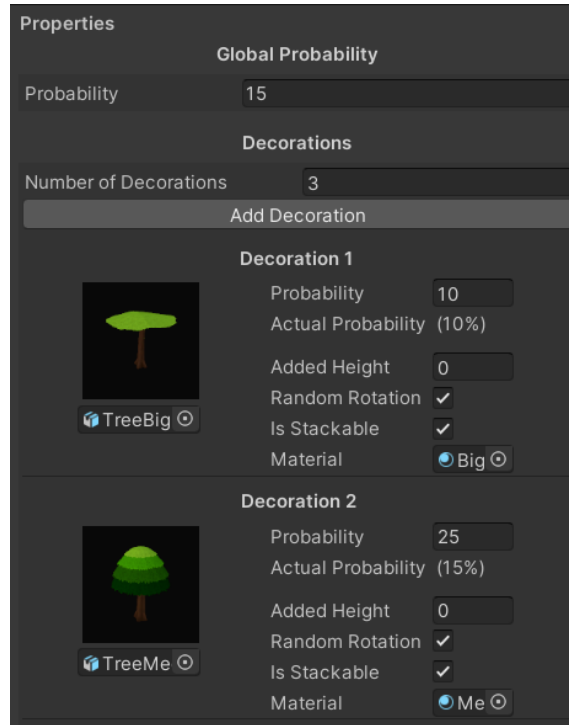 Properties
Global Probability
Probability 15
Decorations
Number of Decorations 3
Add Decoration
Decoration 1
Probability 10
Actual Probability (10%)
Added Height 0
Random Rotation
Is Stackable
Material Big
TreeBig
Decoration 2
Probability 25
Actual Probability (15%)
Added Height 0
Random Rotation
Is Stackable
Material Me
TreeMe